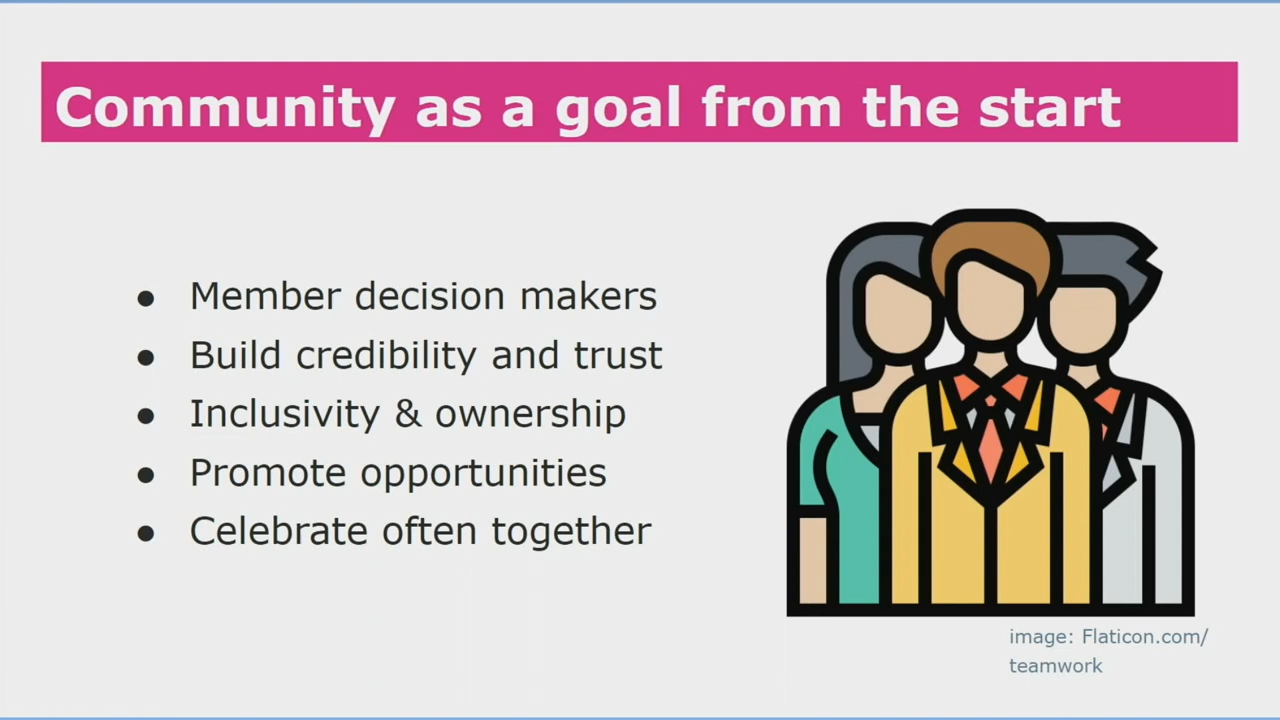 Community as a goal from the start
● Member decision makers
● Build credibility and trust
● Inclusivity & ownership
● Promote opportunities
● Celebrate often together
image: Flaticon.com/
teamwork